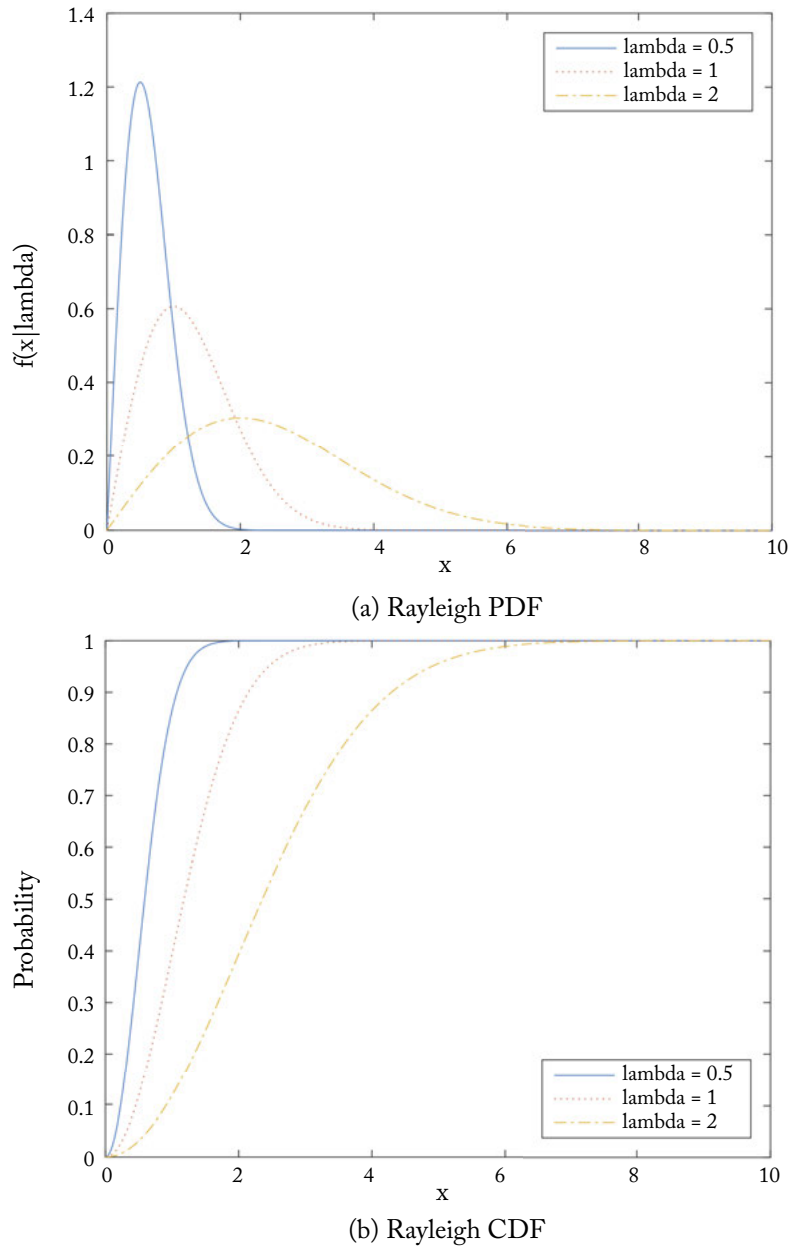 1.4
lambda = 0.5
lambda = 1
lambda = 2
1.2
1
0.8
0.6
0.4
0.2
0
f(x|lambda)
0 2 4 6 8 10
x
(a) Rayleigh PDF
1
0.9
0.8
0.7
0.6
0.5
0.4
0.3
0.2
0.1
0
Probability
lambda = 0.5
lambda = 1
lambda = 2
0 2 4 6 8 10
x
(b) Rayleigh CDF